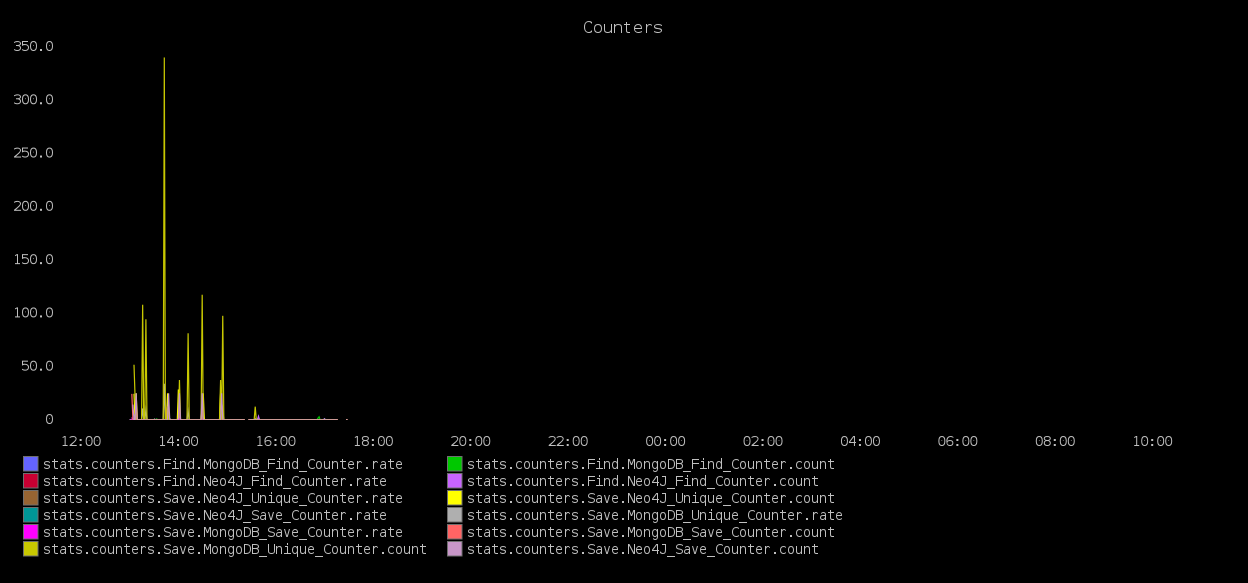 Counters
350.0
300.0
250.0
200.0
150.0
100.0
50.0
0
12:00 14:00 16:00 18:00 20:00 22:00 00:00 02:00 04:00 06:00 08:00 10:00
stats.counters.Find.MongoDB_Find_Counter.rate stats.counters.Find.MongoDB_Find_Counter.count
stats.counters.Find.Neo4J_Find_Counter.rate stats.counters.Find.Neo4J_Find_Counter.count
stats.counters.Save.Neo4J_Unique_Counter.rate stats.counters.Save.Neo4J_Unique_Counter.count
stats.counters.Save.Neo4J_Save_Counter.rate stats.counters.Save.MongoDB_Unique_Counter.rate
stats.counters.Save.MongoDB_Save_Counter.rate stats.counters.Save.MongoDB_Save_Counter.count
stats.counters.Save.MongoDB_Unique_Counter.count stats.counters.Save.Neo4J_Save_Counter.count